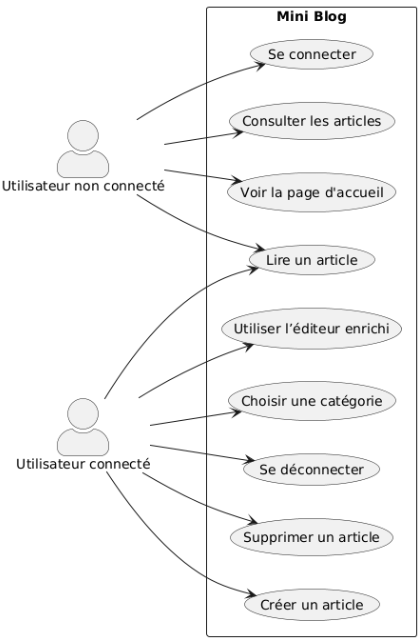 Mini Blog
Se connecter
Consulter les articles
Utilisateur non connecté
Voir la page d'accueil
Lire un article
Utiliser l’éditeur enrichi
Choisir une catégorie
Utilisateur connecté
Se déconnecter
Supprimer un article
Créer un article